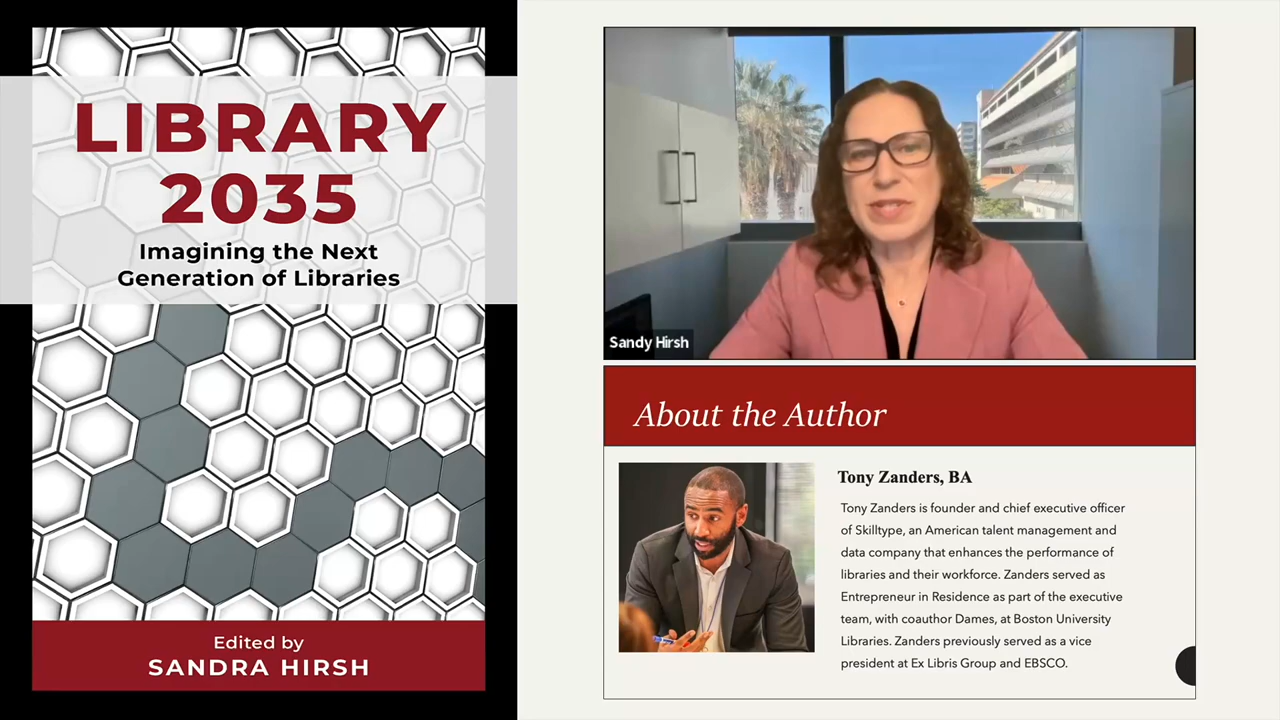 LIBRARY
2035
Imagining the Next
Generation of Libraries
Edited by
SANDRA HIRSH
Sandy Hirsh
About the Author
Tony Zanders, BA
Tony Zanders is founder and chief executive officer
of Skilltype, an American talent management and
data company that enhances the performance of
libraries and their workforce. Zanders served as
Entrepreneur in Residence as part of the executive
team, with coauthor Dames, at Boston University
Libraries. Zanders previously served as a vice
president at Ex Libris Group and EBSCO.